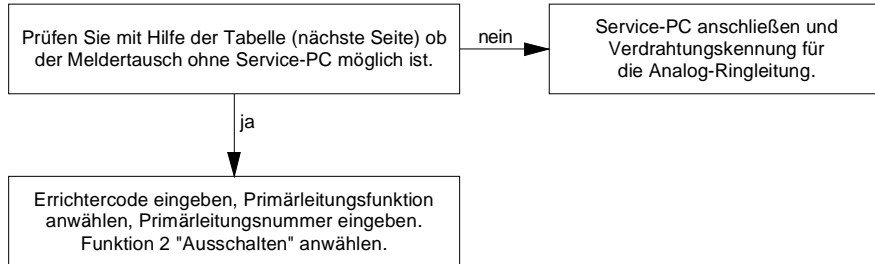 Prüfen Sie mit Hilfe der Tabelle (nächste Seite) ob
der Meldertausch ohne Service-PC möglich ist.
nein
Service-PC anschließen und
Verdrahtungskennung für
die Analog-Ringleitung.
ja
Errichtercode eingeben, Primärleitungsfunktion
anwählen, Primärleitungsnummer eingeben.
Funktion 2 "Ausschalten" anwählen.